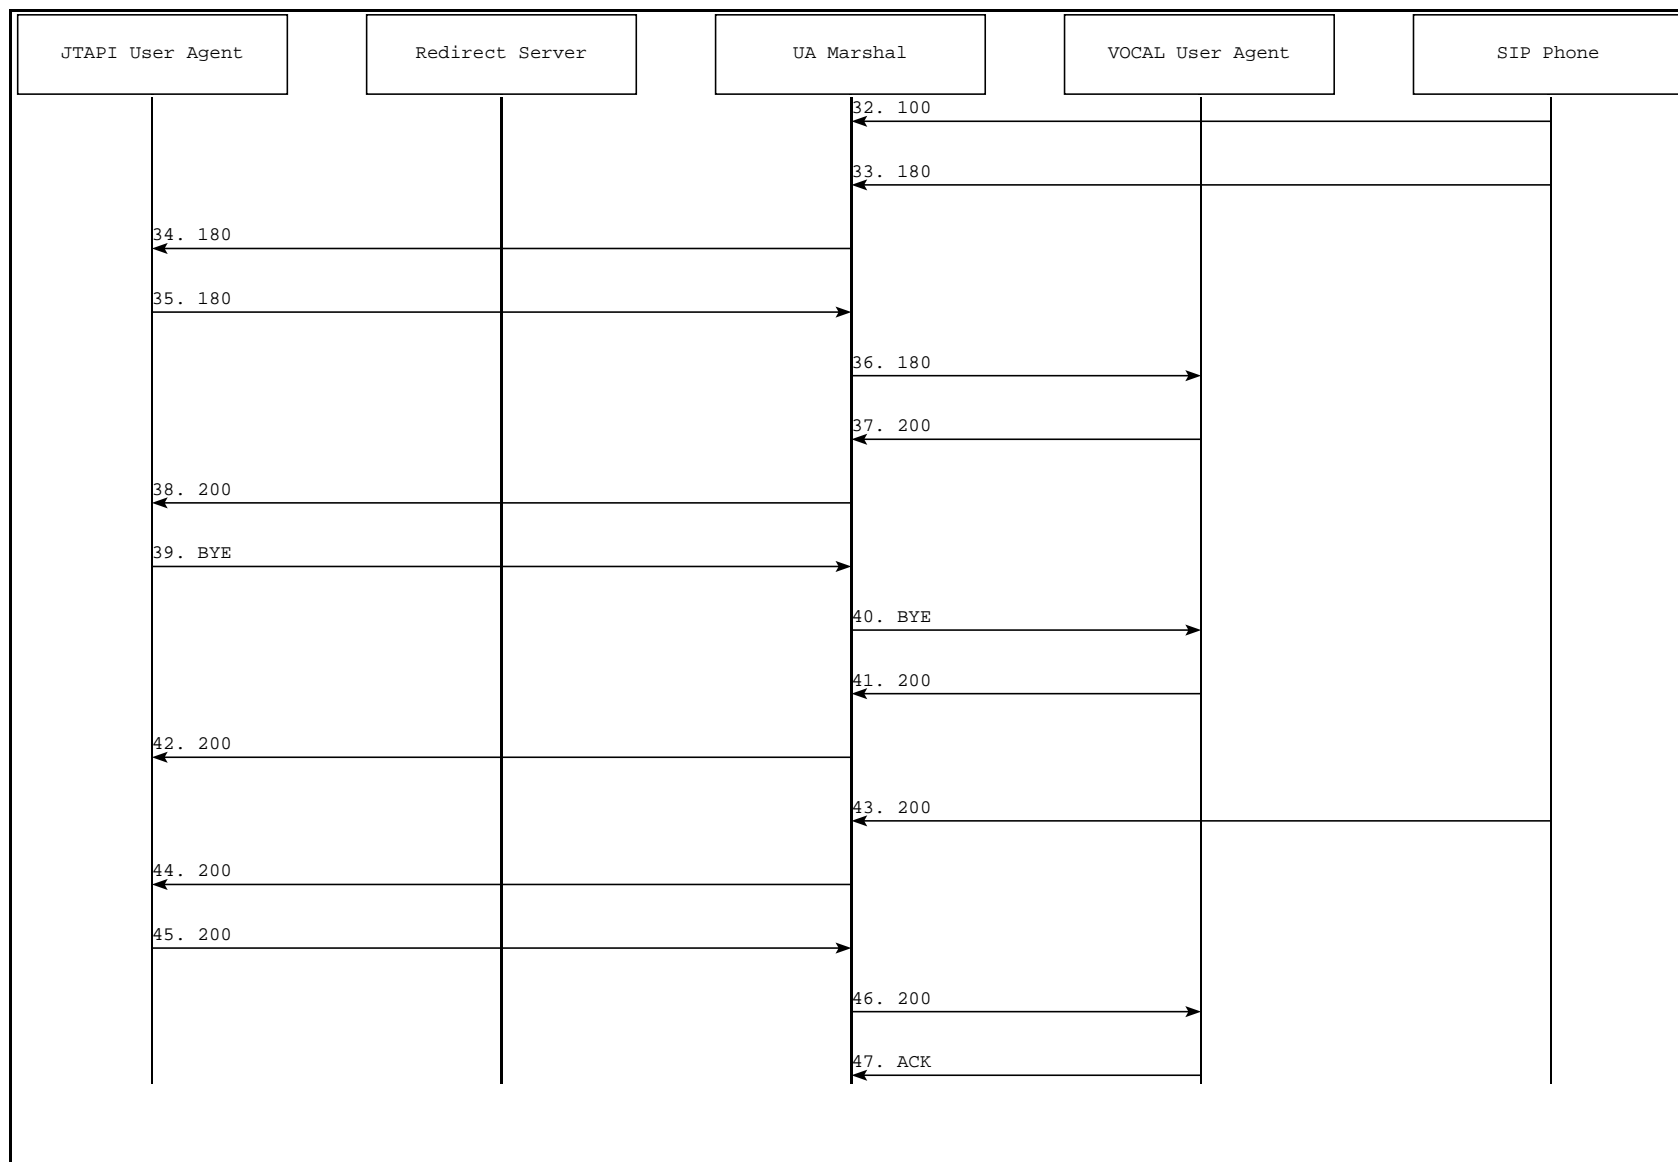 JTAPI User Agent
Redirect Server
UA Marshal
VOCAL User Agent
SIP Phone
32. 100
33. 180
34. 180
35. 180
36. 180
37. 200
38. 200
39. BYE
40. BYE
41. 200
42. 200
43. 200
44. 200
45. 200
46. 200
47. ACK